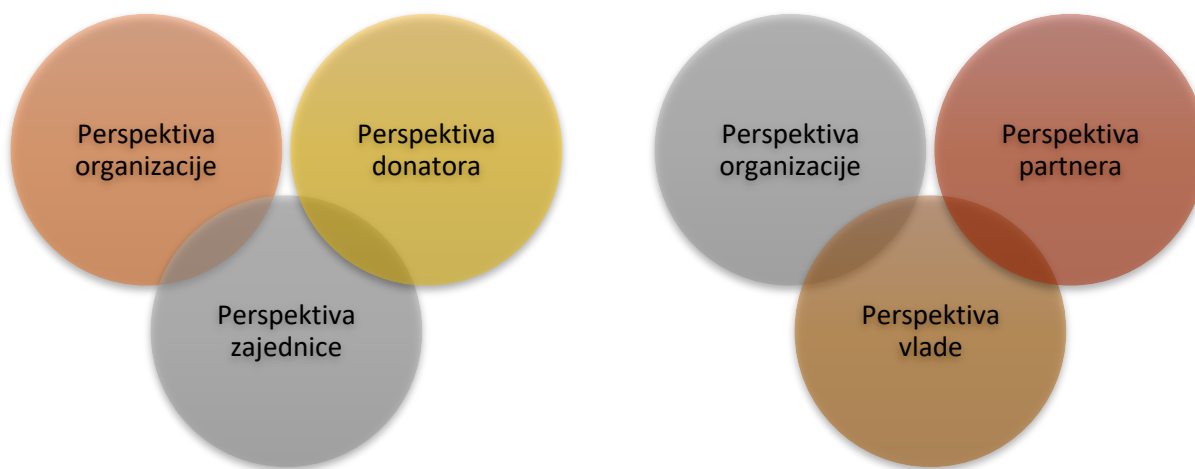 Perspektiva
organizacije
Perspektiva
donatora
Perspektiva
zajednice
Perspektiva
organizacije
Perspektiva
partnera
Perspektiva
vlade